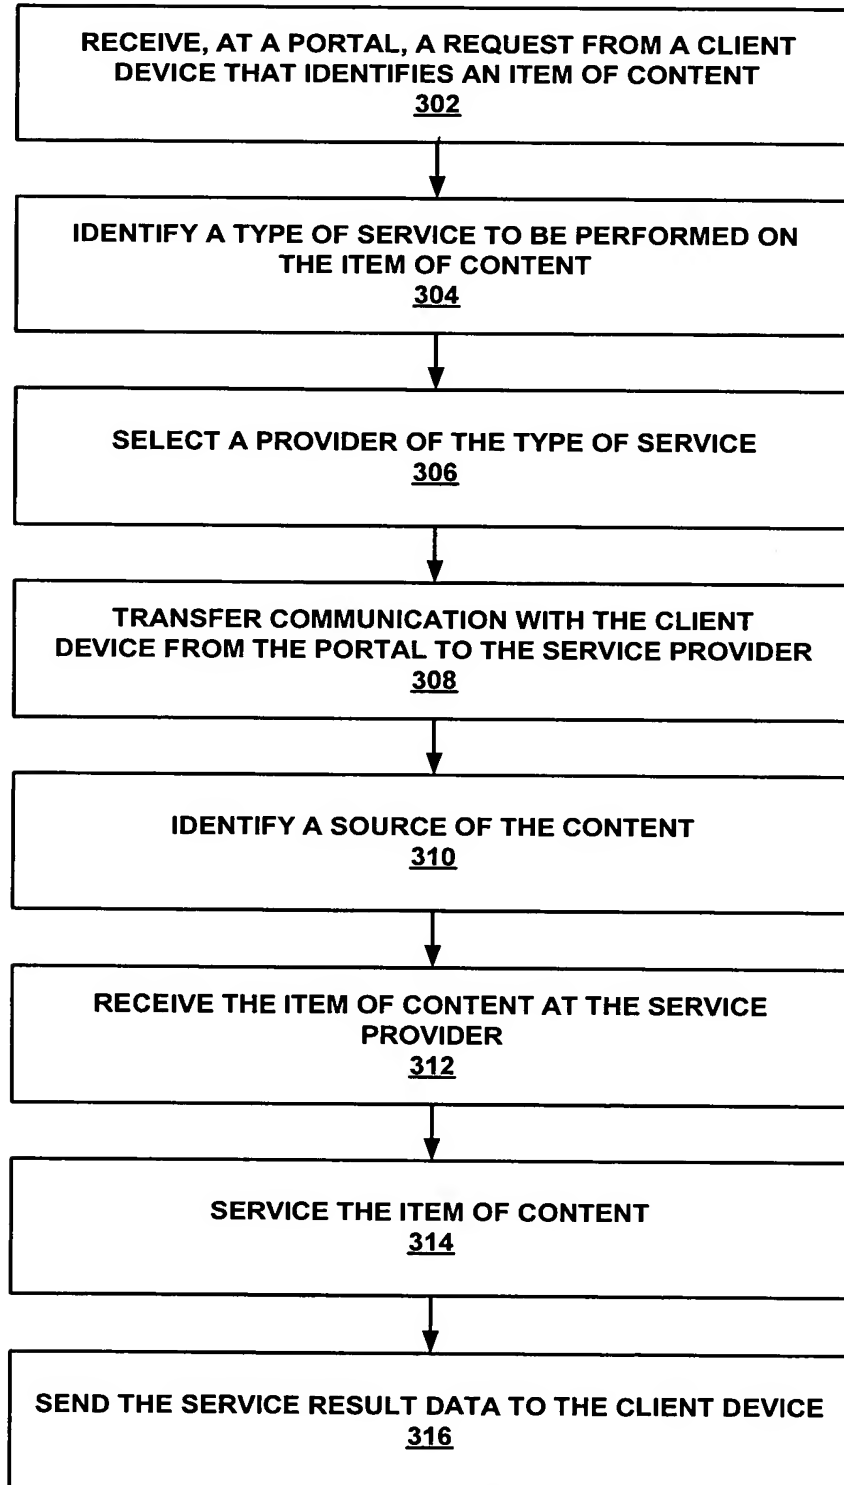 RECEIVE, AT A PORTAL, A REQUEST FROM A CLIENT
DEVICE THAT IDENTIFIES AN ITEM OF CONTENT
302
IDENTIFY A TYPE OF SERVICE TO BE PERFORMED ON
THE ITEM OF CONTENT
304
SELECT A PROVIDER OF THE TYPE OF SERVICE
306
TRANSFER COMMUNICATION WITH THE CLIENT
DEVICE FROM THE PORTAL TO THE SERVICE PROVIDER
308
IDENTIFY A SOURCE OF THE CONTENT
310
RECEIVE THE ITEM OF CONTENT AT THE SERVICE
PROVIDER
312
SERVICE THE ITEM OF CONTENT
314
SEND THE SERVICE RESULT DATA TO THE CLIENT DEVICE
316